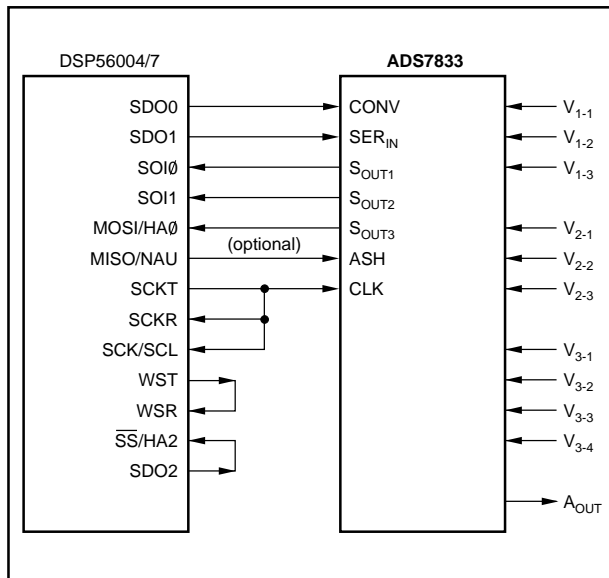 DSP56004/7
ADS7833
SDO0
CONV
V1-1
SDO1
SERIN
V1-2
SOI0
SOUT1
V1-3
SOI1
SOUT2
MOSI/HA0
SOUT3
V2-1
(optional)
MISO/NAU
ASH
V2-2
SCKT
CLK
V2-3
SCKR
SCK/SCL
V3-1
WST
V3-2
WSR
V3-3
SS/HA2
V3-4
SDO2
AOUT